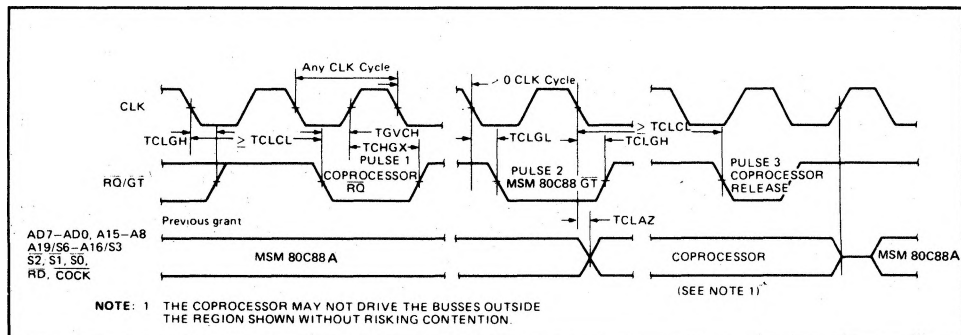 Any CLK Cycle
0 CLK Cycle
CLK
TCLGH
≥ TCLCL
TGVCH
TCHGX
TCLGL
≥ TCLCL
TCLGH
PULSE 1
COPROCESSOR
RQ
PULSE 2
MSM 80C88 GT
PULSE 3
COPROCESSOR
RELEASE
RQ/GT
Previous grant
TCLAZ
AD7–AD0, A15–A8
A19/S6–A16/S3
S2, S1, S0,
RD, COCK
MSM 80C88A
COPROCESSOR
MSM 80C88A
(SEE NOTE 1)
NOTE: 1 THE COPROCESSOR MAY NOT DRIVE THE BUSSES OUTSIDE
THE REGION SHOWN WITHOUT RISKING CONTENTION.